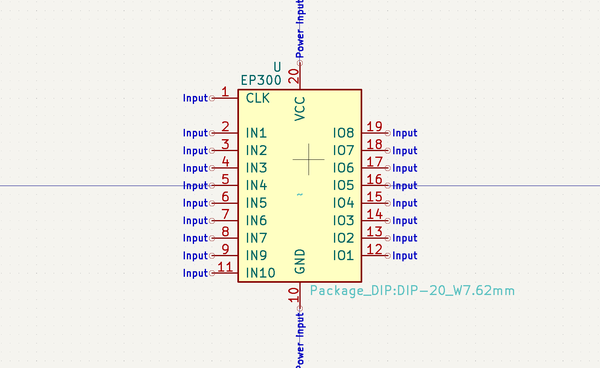 Power Input
U
EP300
20
VCC
Input 1 CLK
Input 2 IN1 IO8 19 Input
Input 3 IN2 IO7 18 Input
Input 4 IN3 IO6 17 Input
Input 5 IN4 IO5 16 Input
Input 6 IN5 IO4 15 Input
Input 7 IN6 IO3 14 Input
Input 8 IN7 IO2 13 Input
Input 9 IN9 IO1 12 Input
Input 11 IN10
GND
10
Package_DIP:DIP-20_W7.62mm
Power Input
~